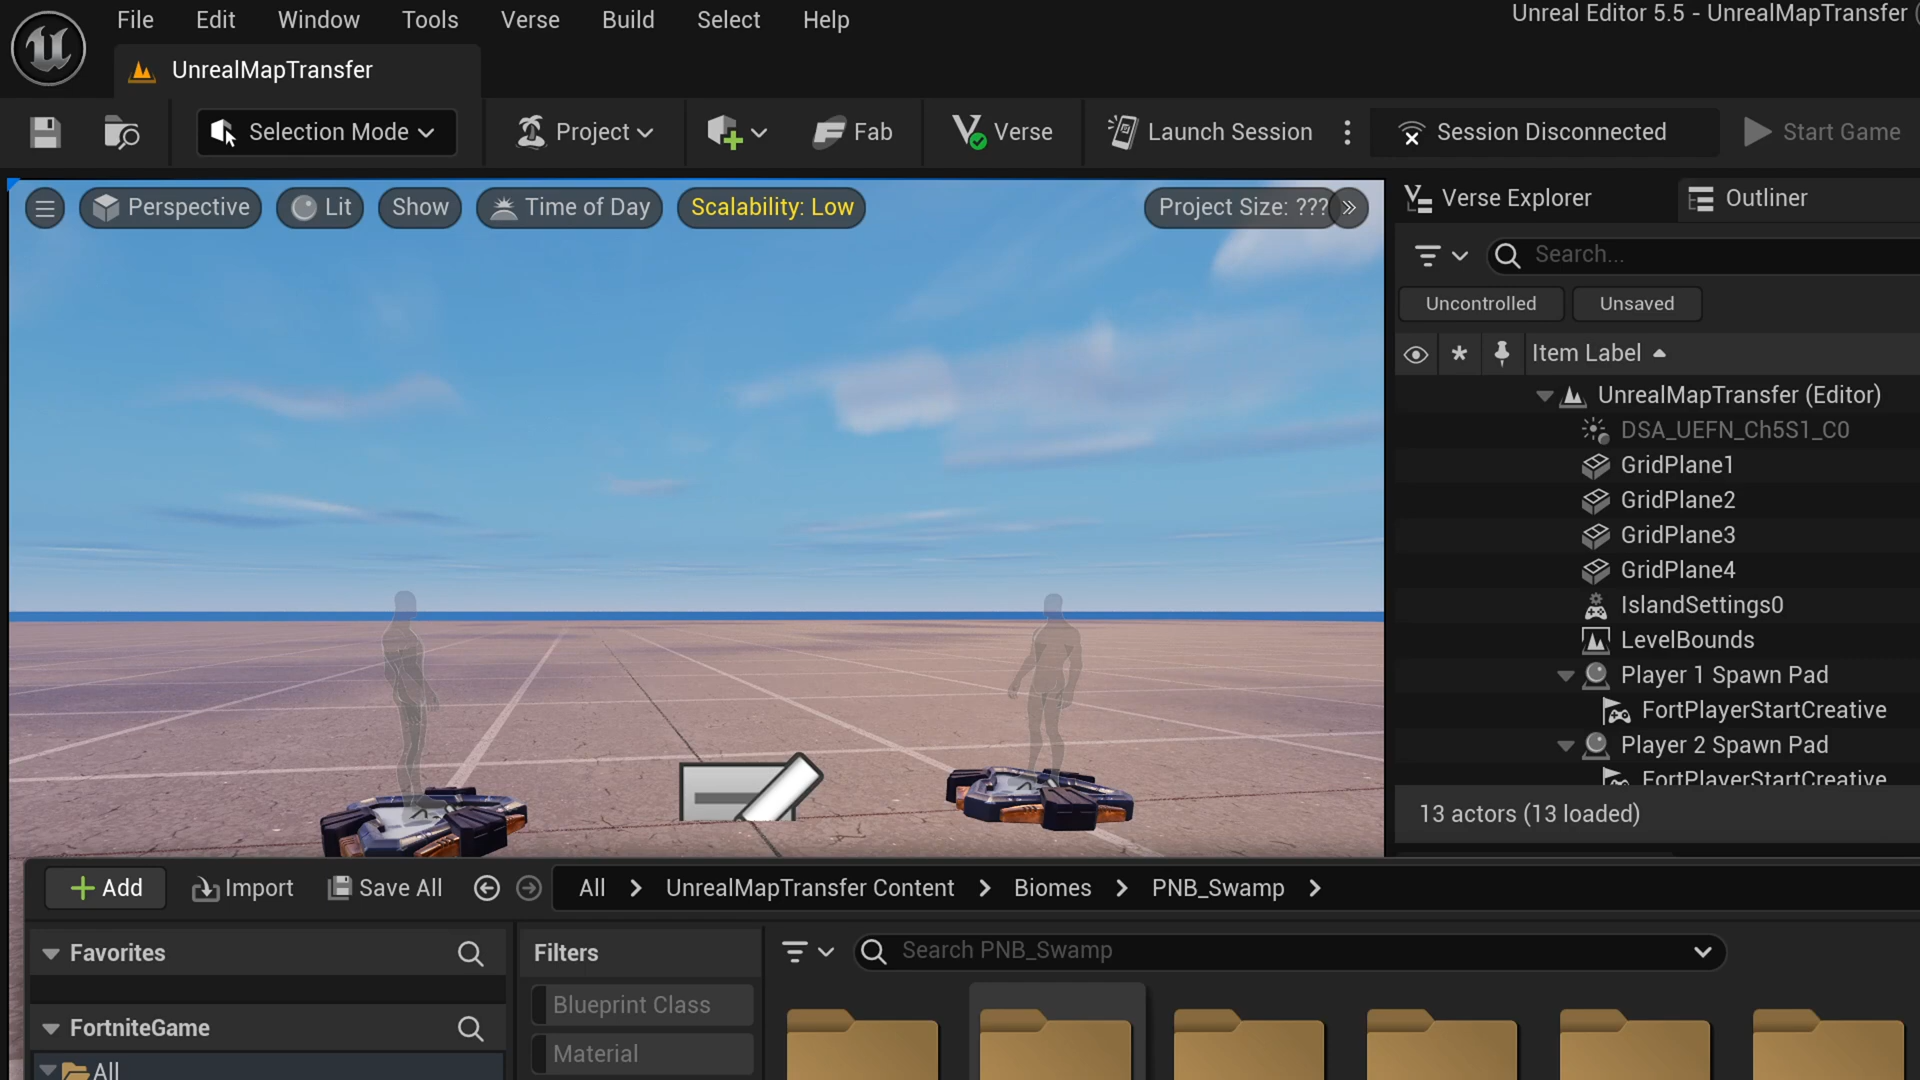 File Edit Window Tools Verse Build Select Help
Unreal Editor 5.5 - UnrealMapTransfer
UnrealMapTransfer
Selection Mode
Project
Fab
Verse
Launch Session
Session Disconnected
Start Game
Perspective
Lit
Show
Time of Day
Scalability: Low
Project Size: ???
Verse Explorer
Outliner
Search...
Uncontrolled
Unsaved
Item Label
UnrealMapTransfer (Editor)
DSA_UEFN_Ch5S1_C0
GridPlane1
GridPlane2
GridPlane3
GridPlane4
IslandSettings0
LevelBounds
Player 1 Spawn Pad
FortPlayerStartCreative
Player 2 Spawn Pad
FortPlayerStartCreative
13 actors (13 loaded)
Add
Import
Save All
All > UnrealMapTransfer Content > Biomes > PNB_Swamp >
Favorites
Filters
Search PNB_Swamp
Blueprint Class
FortniteGame
Material
All